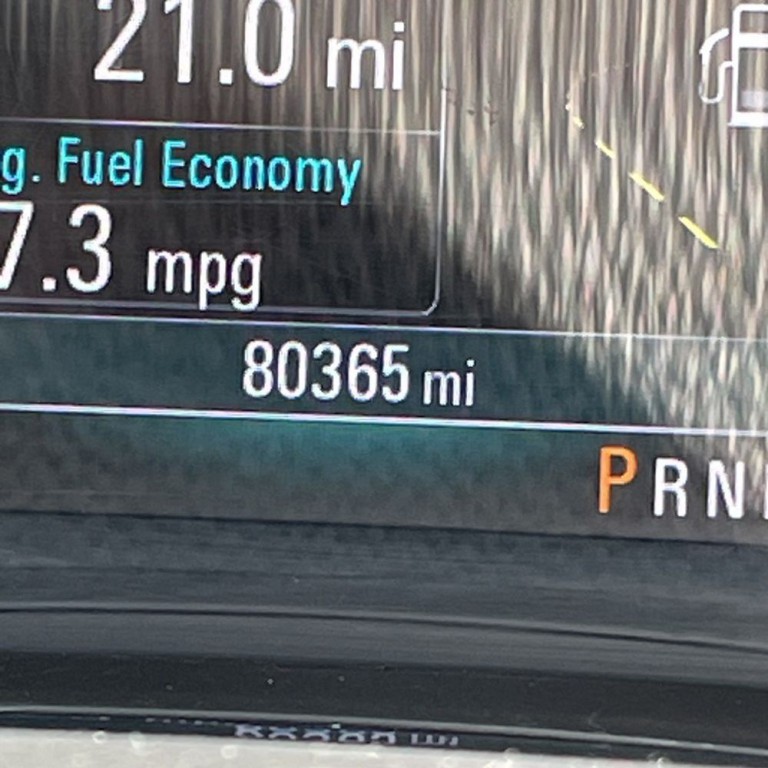 21.0 mi
g. Fuel Economy
7.3 mpg
80365 mi
P R N